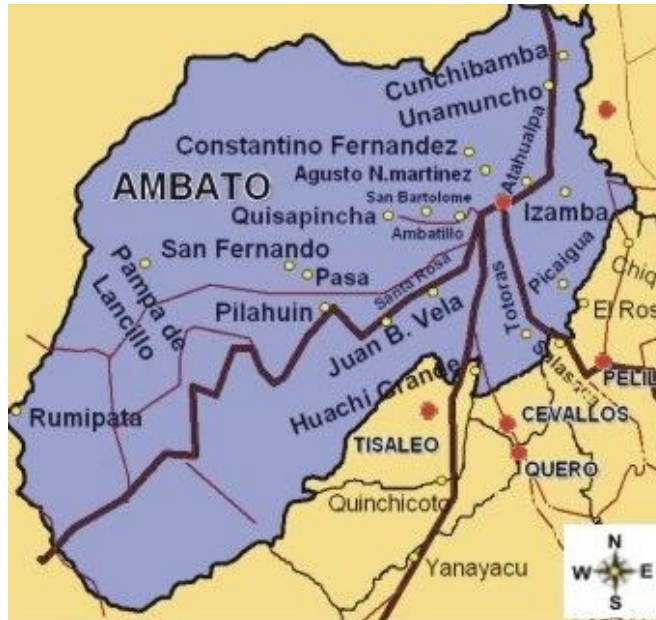 Cunchibamba
Unamuncho
Constantino Fernandez
Atahualpa
Agusto N.martinez
AMBATO
San Bartolome
Quisapincha
Izamba
Ambatillo
San Fernando
Pasa
Picaigua
Chiq
Pampa de
Lancillo
Santa Rosa
Totoras
El Ros
Pilahuin
Juan B. Vela
Salasaca
Huachi Grande
PELIL
Rumipata
CEVALLOS
TISALEO
QUERO
Quinchicoto
Yanayacu
N
W
E
S